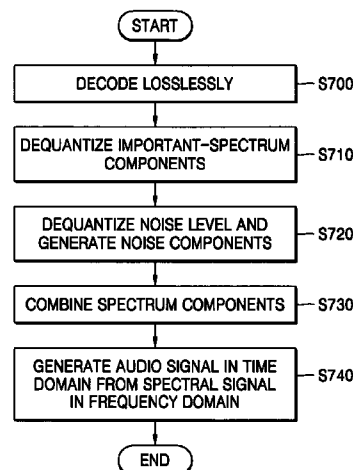 START
DECODE LOSSLESSLY
S700
DEQUANTIZE IMPORTANT-SPECTRUM
COMPONENTS
S710
DEQUANTIZE NOISE LEVEL AND
GENERATE NOISE COMPONENTS
S720
COMBINE SPECTRUM COMPONENTS
S730
GENERATE AUDIO SIGNAL IN TIME
DOMAIN FROM SPECTRAL SIGNAL
IN FREQUENCY DOMAIN
S740
END